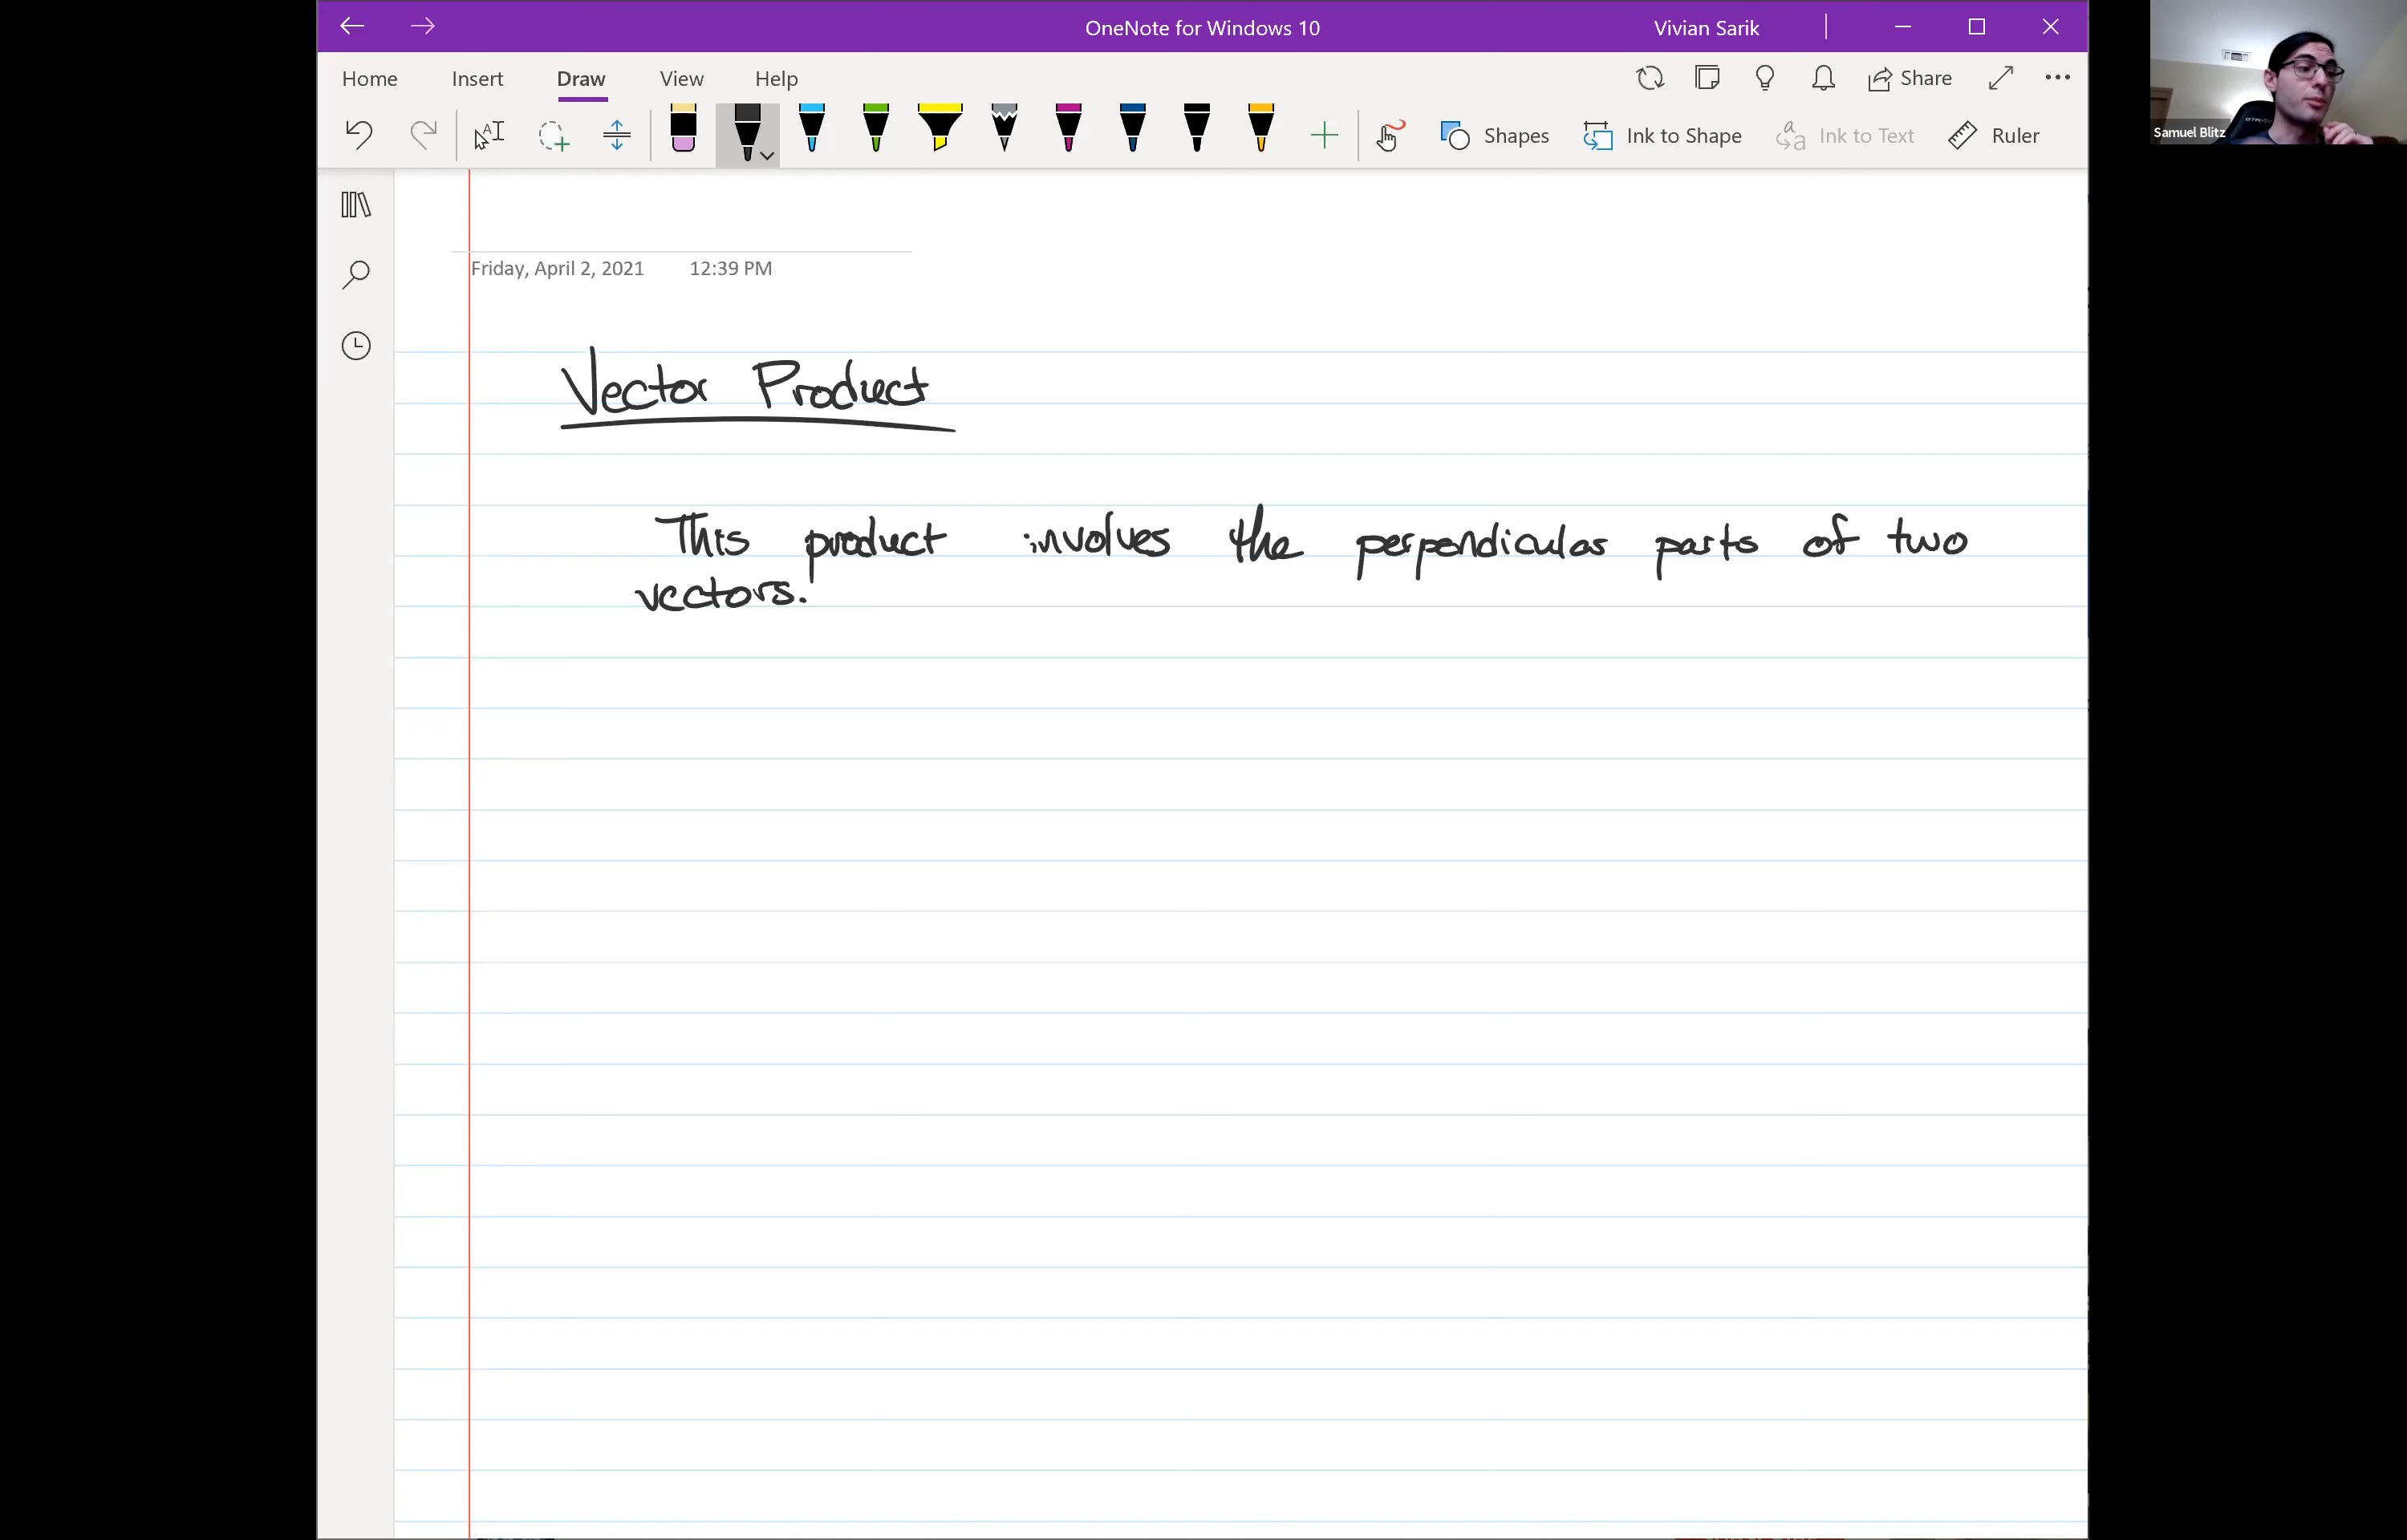 OneNote for Windows 10
Vivian Sarik
Home Insert Draw View Help
Share
Shapes Ink to Shape Ink to Text Ruler
Samuel Blitz
Friday, April 2, 2021 12:39 PM
Vector Product
This product involves the perpendicular parts of two
vectors.